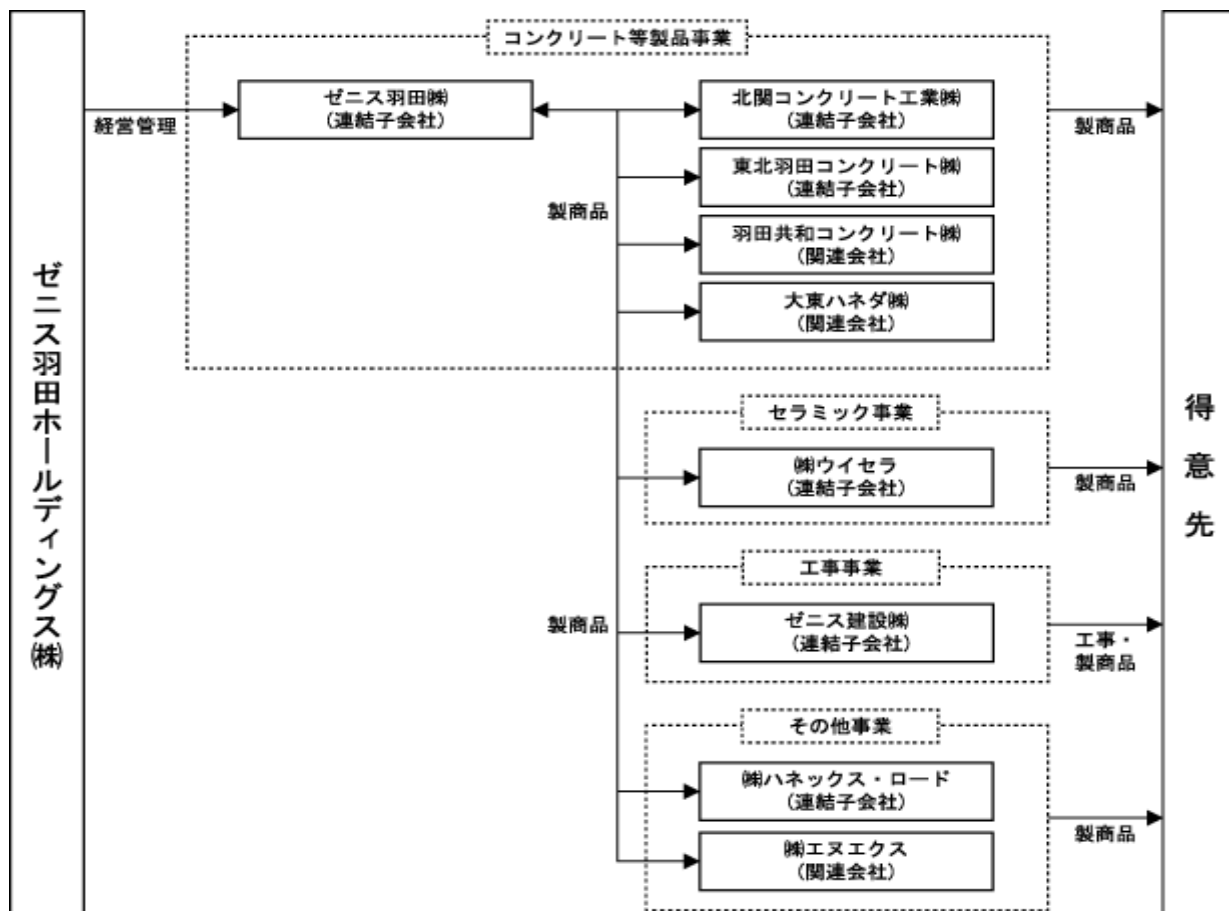 コンクリート等製品事業
ゼニス羽田㈱
(連結子会社)
北関コンクリート工業㈱
(連結子会社)
経営管理
製商品
東北羽田コンクリート㈱
(連結子会社)
製商品
羽田共和コンクリート㈱
(関連会社)
大東ハネダ㈱
(関連会社)
ゼニス羽田ホールディングス㈱
得意先
セラミック事業
㈱ウイセラ
(連結子会社)
製商品
工事事業
製商品
ゼニス建設㈱
(連結子会社)
工事・
製商品
その他事業
㈱ハネックス・ロード
(連結子会社)
製商品
㈱エヌエクス
(関連会社)